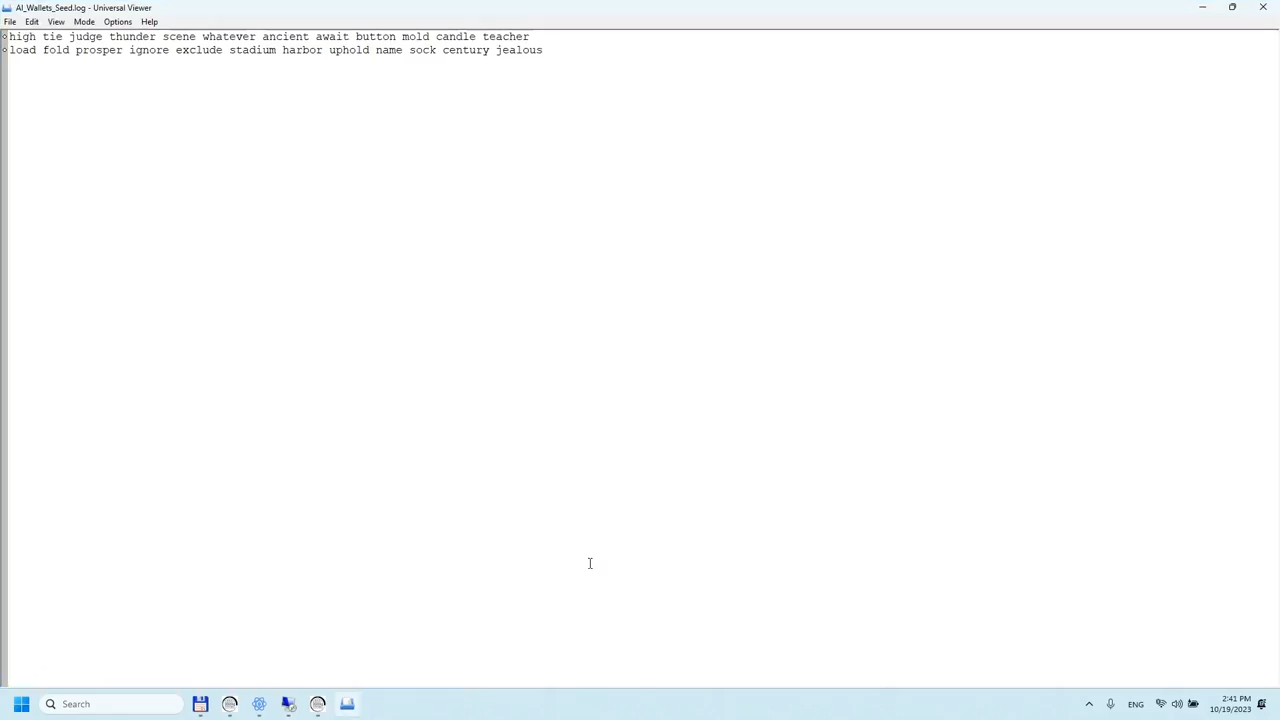 AI_Wallets_Seed.log - Universal Viewer
File Edit View Mode Options Help
high tie judge thunder scene whatever ancient await button mold candle teacher
load fold prosper ignore exclude stadium harbor uphold name sock century jealous
Search
ENG
2:41 PM
10/19/2023